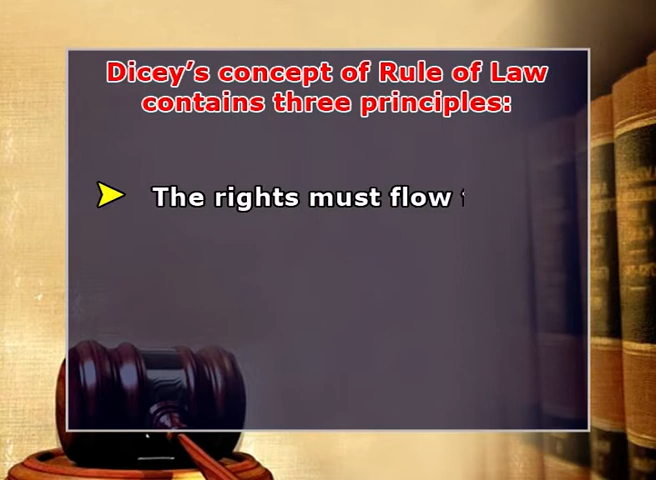 Dicey’s concept of Rule of Law
contains three principles:
The rights must flow